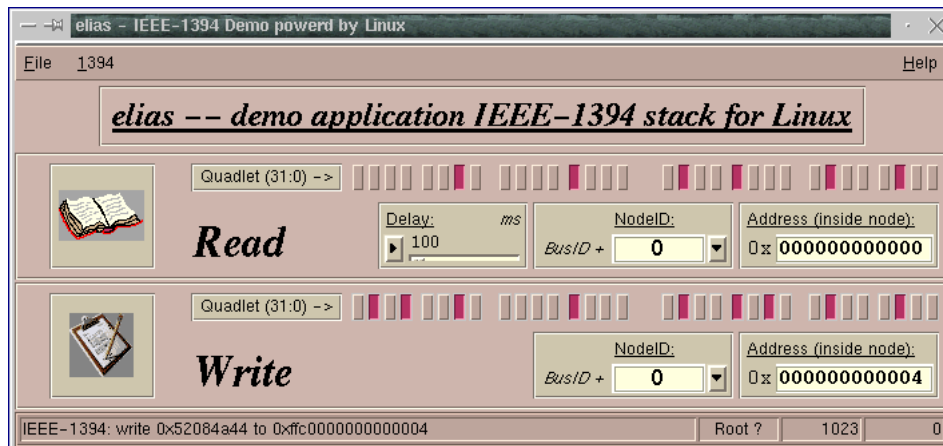 elias - IEEE-1394 Demo powerd by Linux
File 1394 Help
elias -- demo application IEEE-1394 stack for Linux
Quadlet (31:0) ->
Read
Delay: ms
100
NodeID:
BusID + 0
Address (inside node):
0x 000000000000
Quadlet (31:0) ->
Write
NodeID:
BusID + 0
Address (inside node):
0x 000000000004
IEEE-1394: write 0x52084a44 to 0xffc0000000000004 Root ? 1023 0